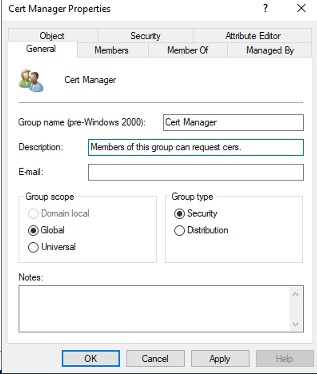 Cert Manager Properties ? ×
Object Security Attribute Editor
General Members Member Of Managed By
Cert Manager
Group name (pre-Windows 2000): Cert Manager
Description: Members of this group can request cers.
E-mail:
Group scope Group type
Domain local Security
Global Distribution
Universal
Notes:
OK Cancel Apply Help